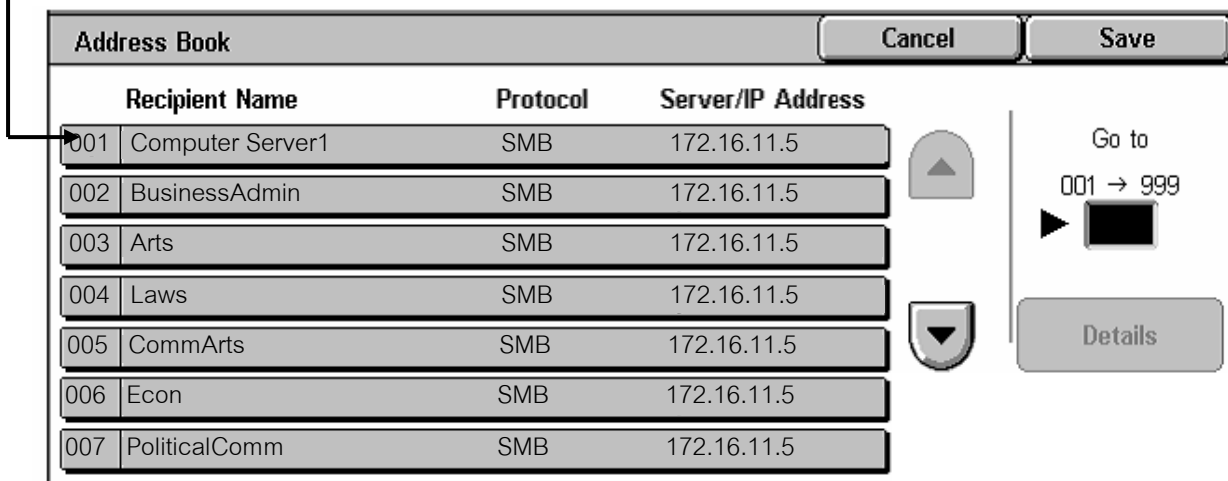 Address Book Cancel Save
Recipient Name Protocol Server/IP Address
001 Computer Server1 SMB 172.16.11.5
Go to
002 BusinessAdmin SMB 172.16.11.5
001 → 999
003 Arts SMB 172.16.11.5
004 Laws SMB 172.16.11.5
005 CommArts SMB 172.16.11.5
Details
006 Econ SMB 172.16.11.5
007 PoliticalComm SMB 172.16.11.5